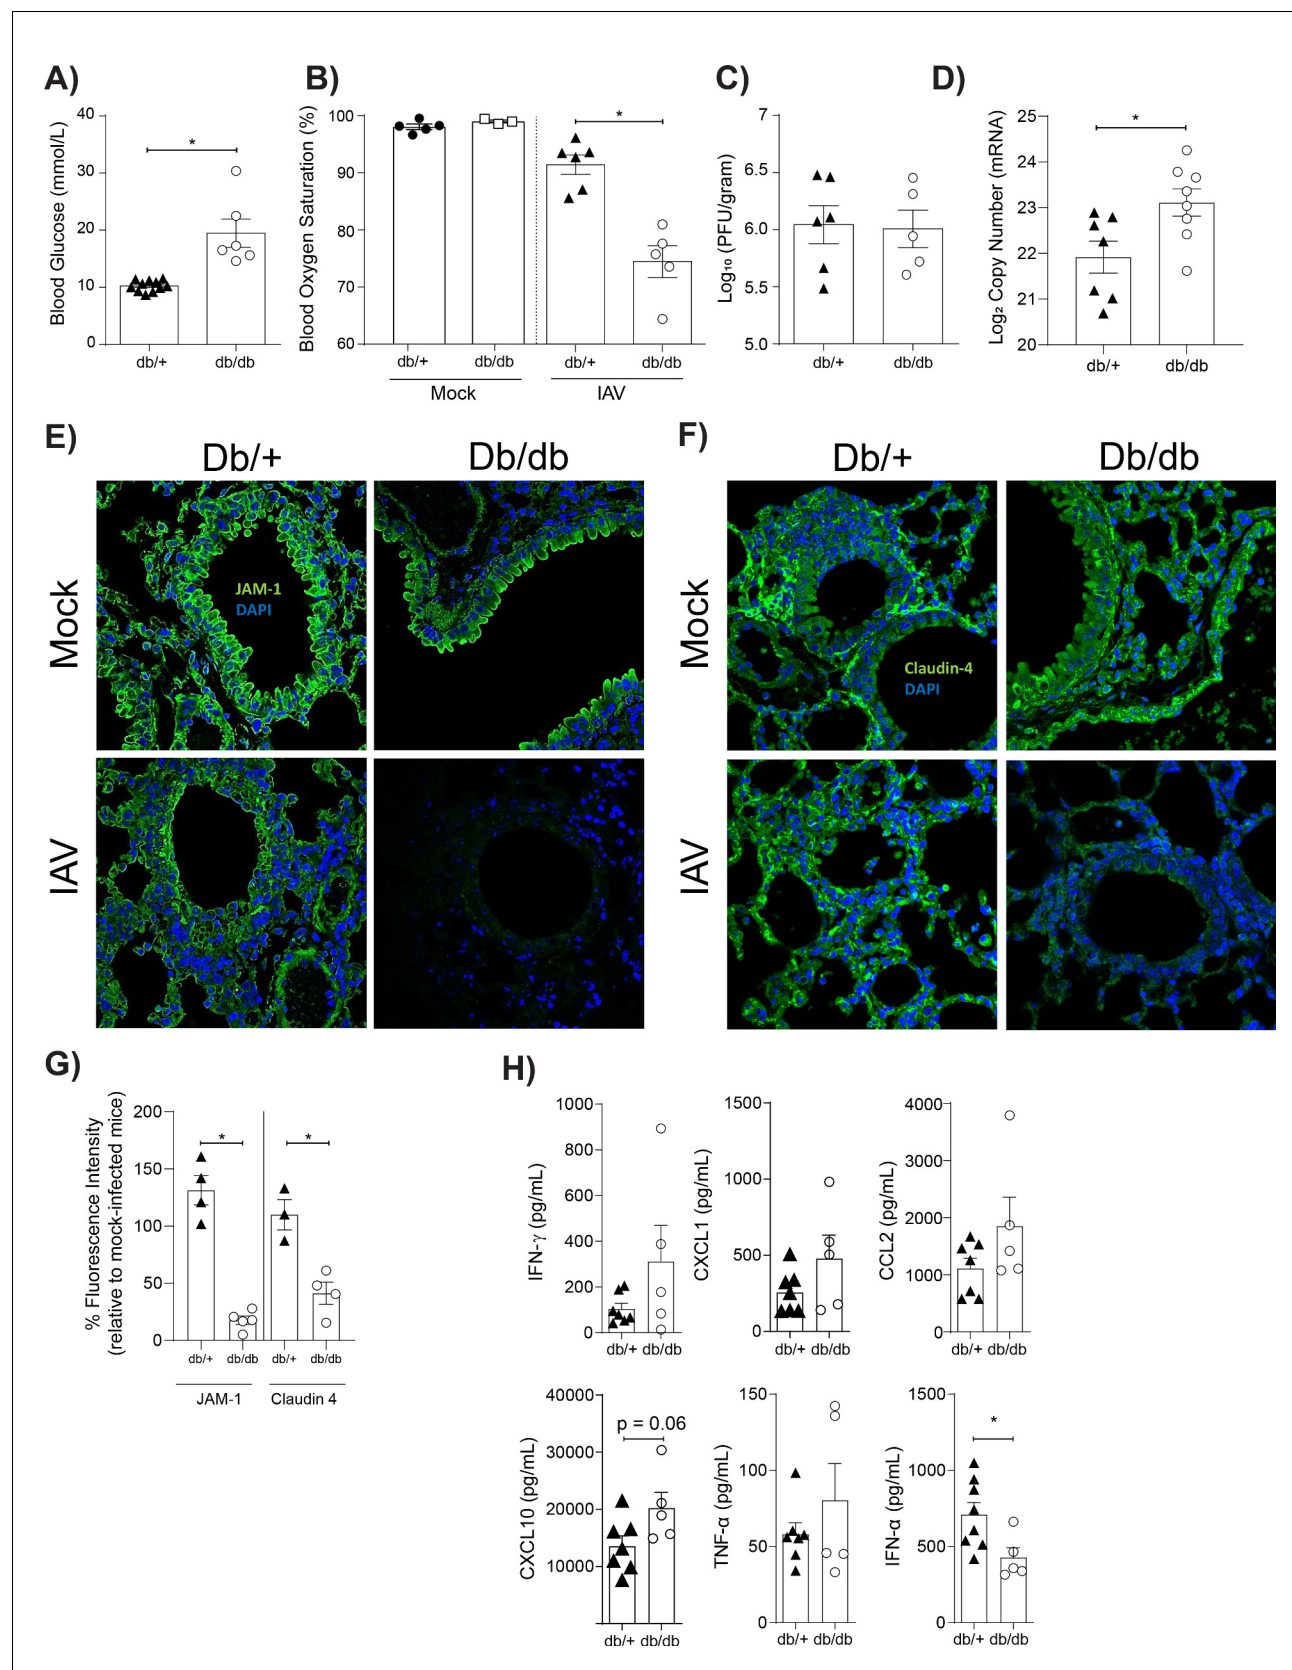 A)
Blood Glucose (mmol/L)
40
30
20
10
0
*
db/+
db/db
B)
Blood Oxygen Saturation (%)
100
90
80
70
60
*
db/+
db/db
db/+
db/db
Mock
IAV
C)
Log₁₀ (PFU/gram)
7
6.5
6.0
5.5
5.0
db/+
db/db
D)
Log₂ Copy Number (mRNA)
25
24
23
22
21
20
*
db/+
db/db
E)
Db/+
Db/db
Mock
IAV
JAM-1
DAPI
F)
Db/+
Db/db
Mock
IAV
Claudin-4
DAPI
G)
% Fluorescence Intensity
(relative to mock-infected mice)
200
150
100
50
0
*
*
db/+
db/db
db/+
db/db
JAM-1
Claudin 4
H)
IFN-γ (pg/mL)
1000
800
600
400
200
0
db/+ db/db
CXCL1 (pg/mL)
1500
1000
500
0
db/+ db/db
CCL2 (pg/mL)
4000
3000
2000
1000
0
db/+ db/db
CXCL10 (pg/mL)
40000
30000
20000
10000
p = 0.06
db/+ db/db
TNF-α (pg/mL)
150
100
50
0
db/+ db/db
IFN-α (pg/mL)
1500
1000
500
0
*
db/+ db/db